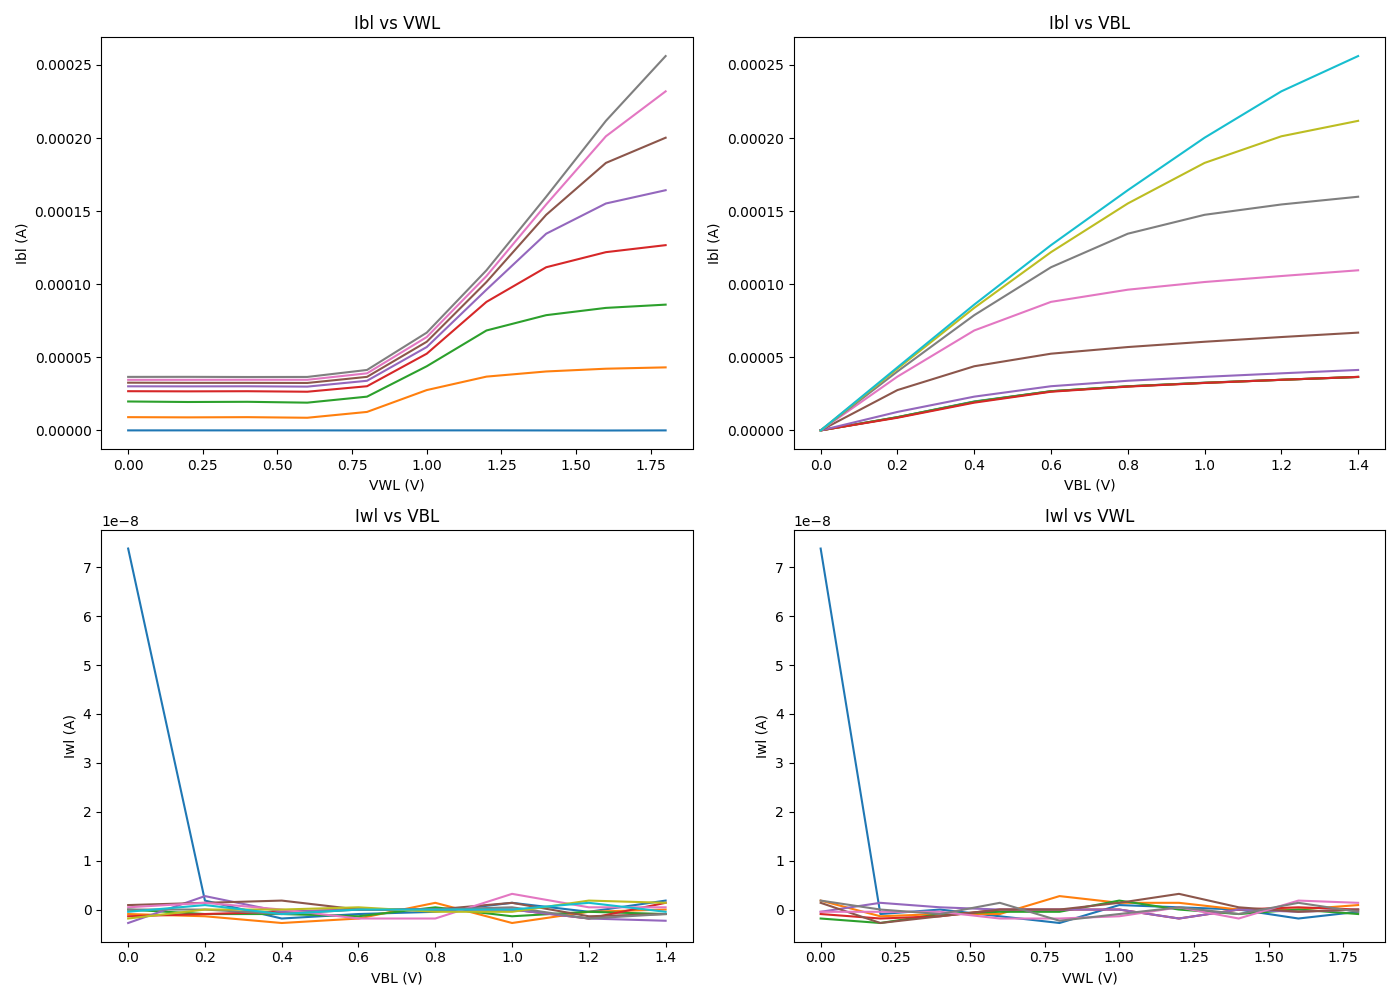 Ibl vs VWL
Ibl (A)
0.00025
0.00020
0.00015
0.00010
0.00005
0.00000
0.00 0.25 0.50 0.75 1.00 1.25 1.50 1.75
VWL (V)
Ibl vs VBL
Ibl (A)
0.00025
0.00020
0.00015
0.00010
0.00005
0.00000
0.0 0.2 0.4 0.6 0.8 1.0 1.2 1.4
VBL (V)
Iwl vs VBL
1e−8
Iwl (A)
7
6
5
4
3
2
1
0
0.0 0.2 0.4 0.6 0.8 1.0 1.2 1.4
VBL (V)
Iwl vs VWL
1e−8
Iwl (A)
7
6
5
4
3
2
1
0
0.00 0.25 0.50 0.75 1.00 1.25 1.50 1.75
VWL (V)